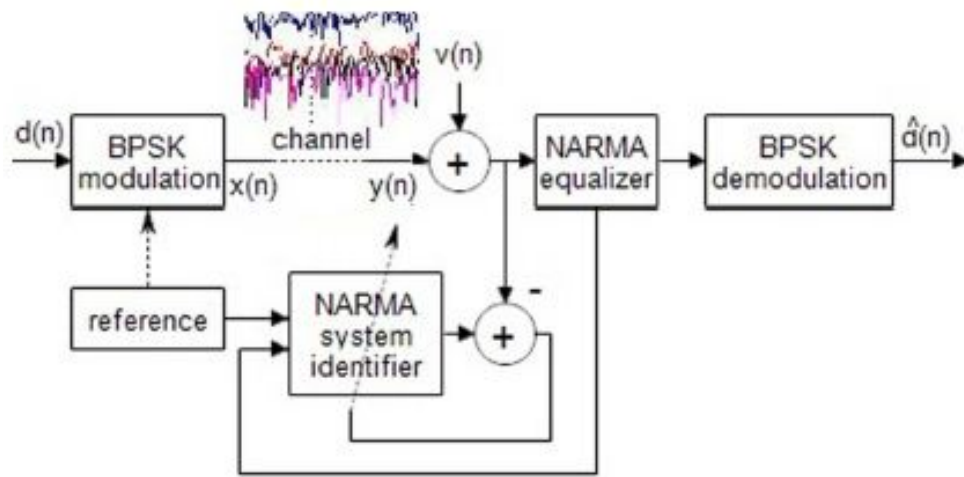 v(n)
d(n)
BPSK
modulation
channel
x(n)
y(n)
+
NARMA
equalizer
BPSK
demodulation
d̂(n)
reference
NARMA
system
identifier
-
+